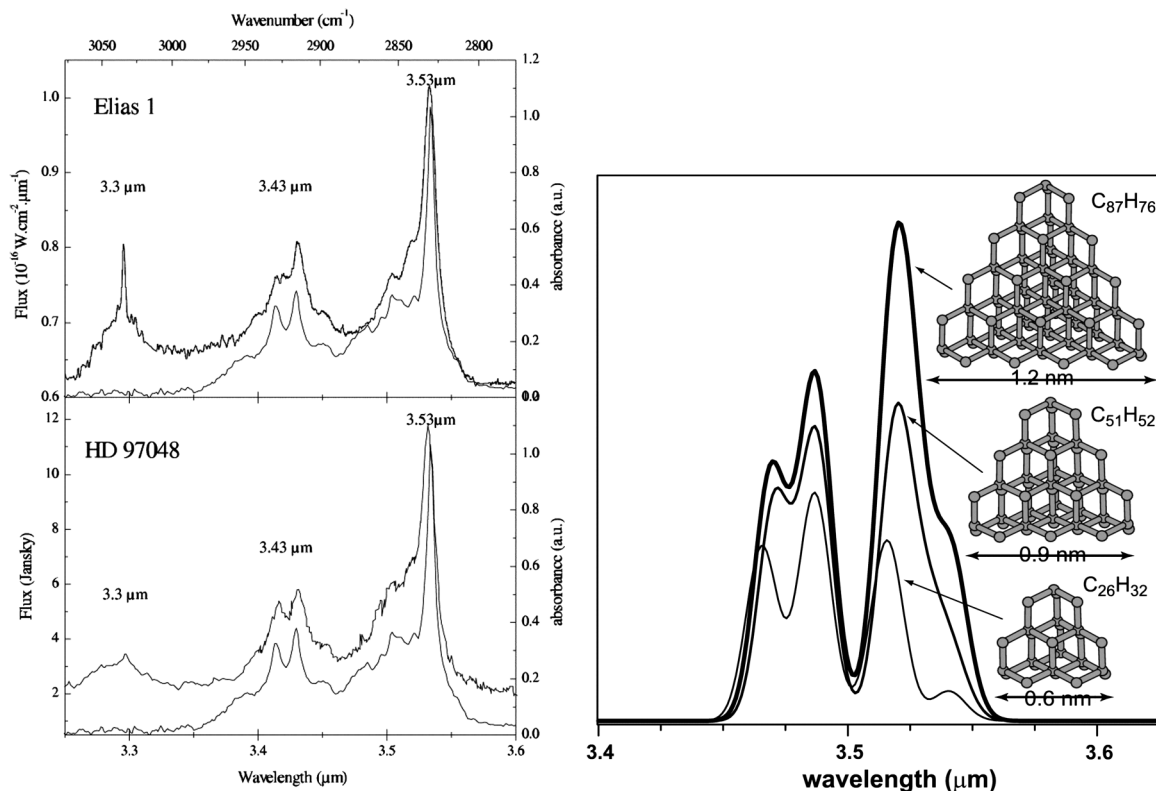 Wavenumber (cm⁻¹)
3050 3000 2950 2900 2850 2800
Elias 1
3.3 µm
3.43 µm
3.53µm
Flux (10⁻¹⁶ W.cm⁻².µm⁻¹)
1.0
0.9
0.8
0.7
0.6
1.2
1.0
0.8
0.6
0.4
0.2
0.0
absorbancc (a.u.)
HD 97048
3.3 µm
3.43 µm
3.53µm
Flux (Jansky)
12
10
8
6
4
2
1.2
1.0
0.8
0.6
0.4
0.2
0.0
absorbancc (a.u.)
3.3 3.4 3.5 3.6
Wavelength (µm)
C₈₇H₇₆
1.2 nm
C₅₁H₅₂
0.9 nm
C₂₆H₃₂
0.6 nm
3.4 3.5 3.6
wavelength (µm)